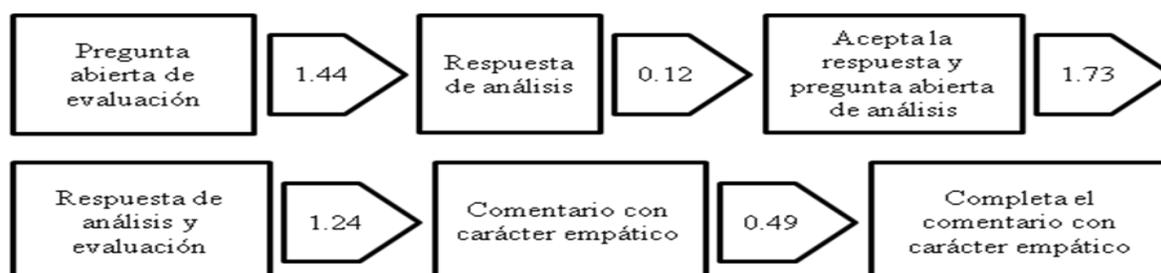 Pregunta
abierta de
evaluación
1.44
Respuesta
de análisis
0.12
Acepta la
respuesta y
pregunta abierta
de análisis
1.73
Respuesta de
análisis y
evaluación
1.24
Comentario con
carácter empático
0.49
Completa el
comentario con
carácter empático